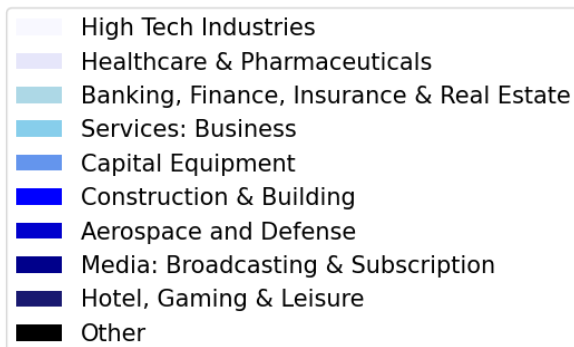 High Tech Industries
Healthcare & Pharmaceuticals
Banking, Finance, Insurance & Real Estate
Services: Business
Capital Equipment
Construction & Building
Aerospace and Defense
Media: Broadcasting & Subscription
Hotel, Gaming & Leisure
Other